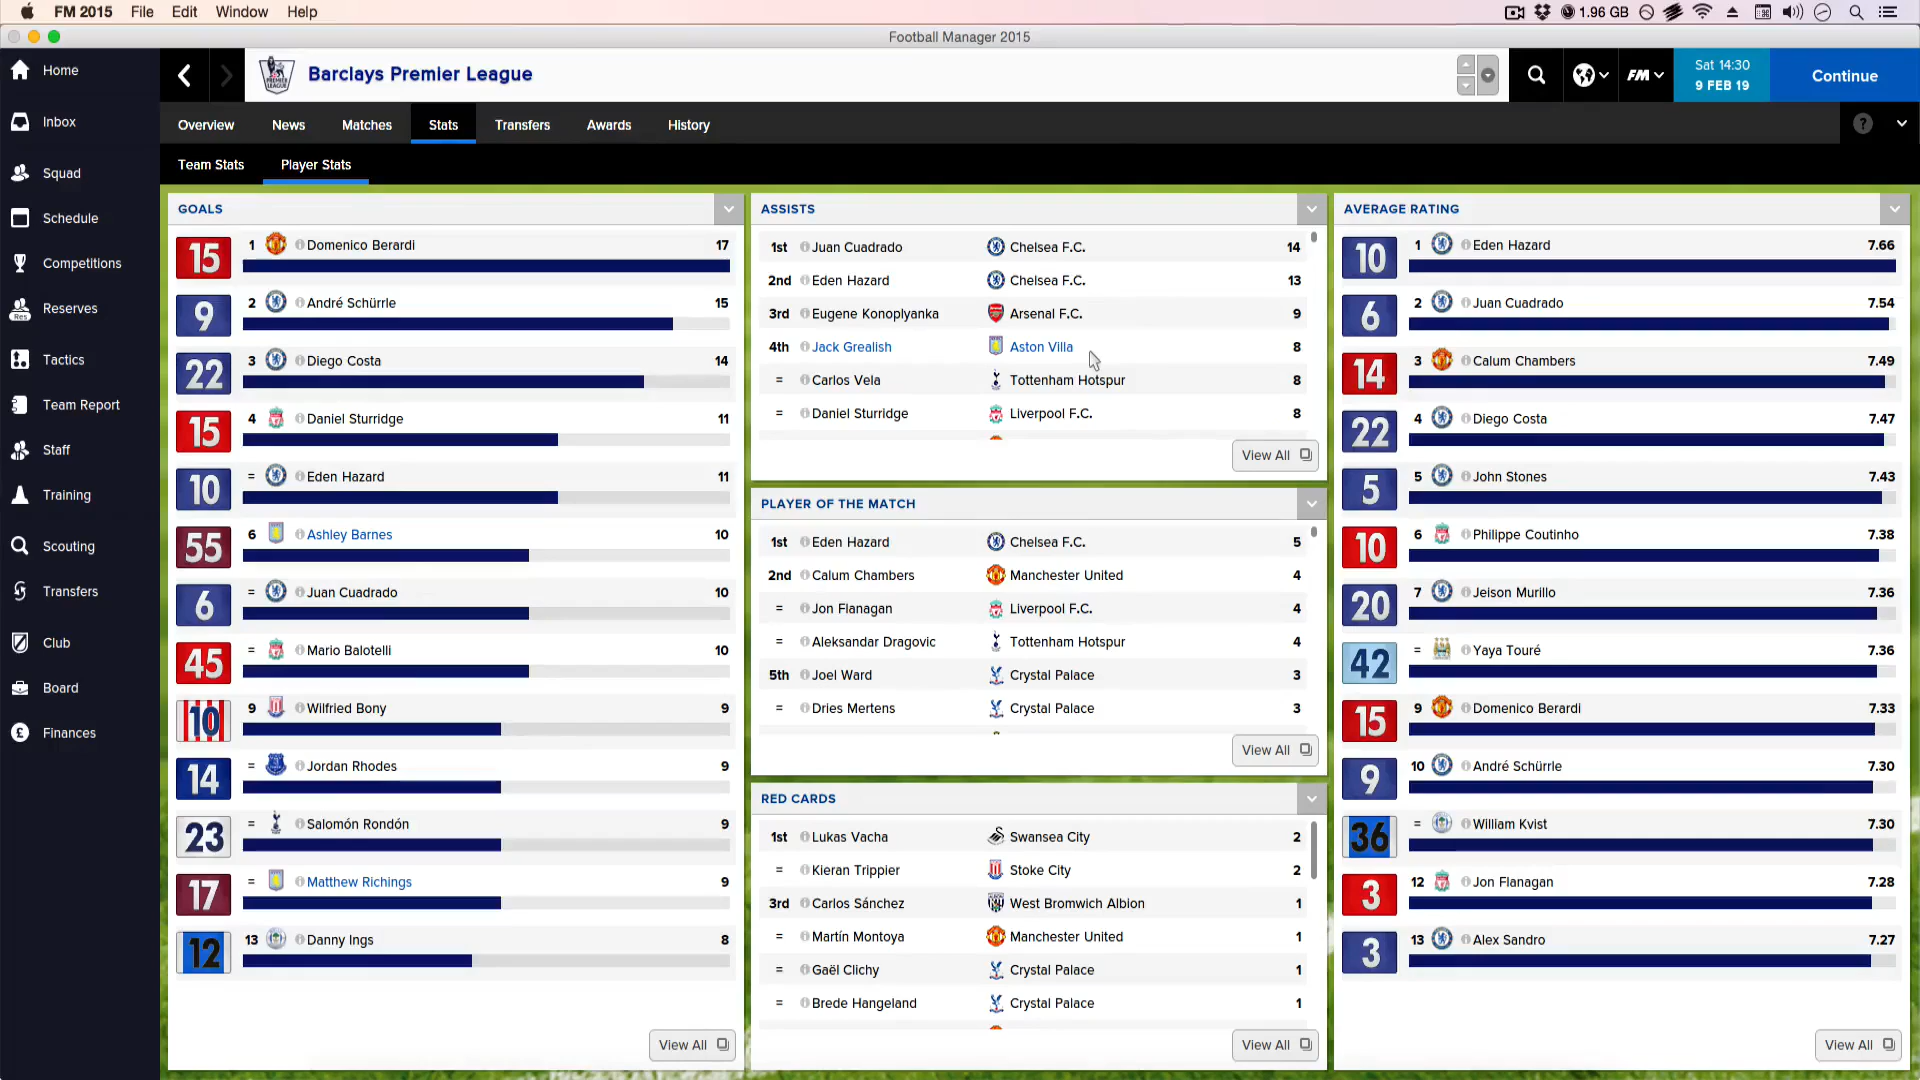 FM 2015 File Edit Window Help 1.96 GB
Football Manager 2015
Home
Inbox
Squad
Schedule
Competitions
Reserves
Tactics
Team Report
Staff
Training
Scouting
Transfers
Club
Board
Finances
Barclays Premier League
FM
Sat 14:30
9 FEB 19
Continue
Overview News Matches Stats Transfers Awards History
Team Stats Player Stats
GOALS
15 1 Domenico Berardi 17
9 2 André Schürrle 15
22 3 Diego Costa 14
15 4 Daniel Sturridge 11
10 = Eden Hazard 11
55 6 Ashley Barnes 10
6 = Juan Cuadrado 10
45 = Mario Balotelli 10
10 9 Wilfried Bony 9
14 = Jordan Rhodes 9
23 = Salomón Rondón 9
17 = Matthew Richings 9
12 13 Danny Ings 8
View All
ASSISTS
1st Juan Cuadrado Chelsea F.C. 14
2nd Eden Hazard Chelsea F.C. 13
3rd Eugene Konoplyanka Arsenal F.C. 9
4th Jack Grealish Aston Villa 8
= Carlos Vela Tottenham Hotspur 8
= Daniel Sturridge Liverpool F.C. 8
View All
PLAYER OF THE MATCH
1st Eden Hazard Chelsea F.C. 5
2nd Calum Chambers Manchester United 4
= Jon Flanagan Liverpool F.C. 4
= Aleksandar Dragovic Tottenham Hotspur 4
5th Joel Ward Crystal Palace 3
= Dries Mertens Crystal Palace 3
View All
RED CARDS
1st Lukas Vacha Swansea City 2
= Kieran Trippier Stoke City 2
3rd Carlos Sánchez West Bromwich Albion 1
= Martín Montoya Manchester United 1
= Gaël Clichy Crystal Palace 1
= Brede Hangeland Crystal Palace 1
View All
AVERAGE RATING
10 1 Eden Hazard 7.66
6 2 Juan Cuadrado 7.54
14 3 Calum Chambers 7.49
22 4 Diego Costa 7.47
5 5 John Stones 7.43
10 6 Philippe Coutinho 7.38
20 7 Jeison Murillo 7.36
42 = Yaya Touré 7.36
15 9 Domenico Berardi 7.33
9 10 André Schürrle 7.30
36 = William Kvist 7.30
3 12 Jon Flanagan 7.28
3 13 Alex Sandro 7.27
View All